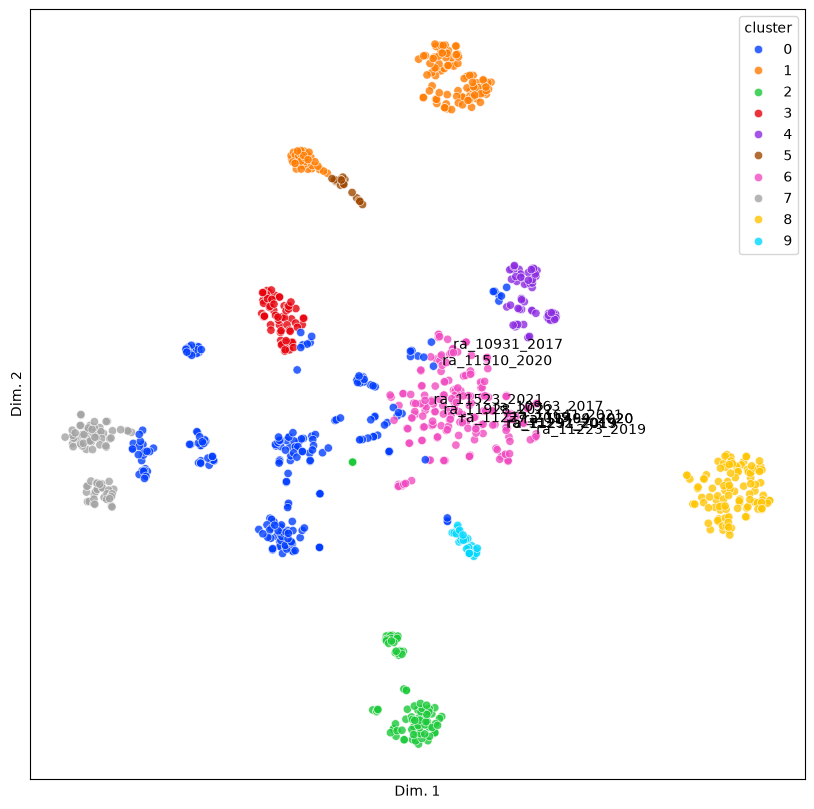 cluster
0
1
2
3
4
5
6
7
8
9
ra_10931_2017
ra_11510_2020
ra_11523_2021
ra_10963_2017
ra_11223_2019
Dim. 2
Dim. 1